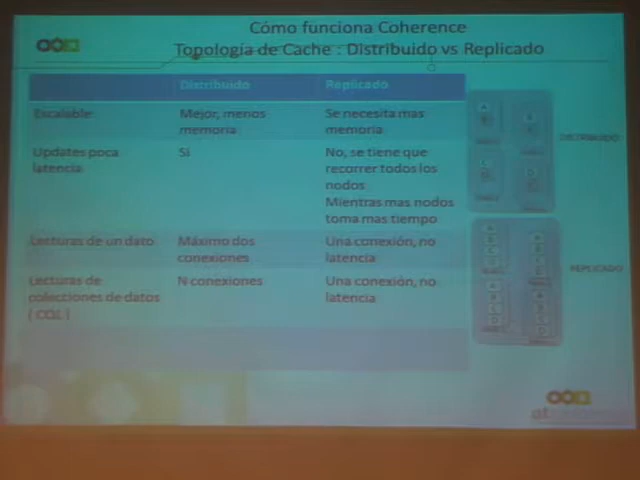 Cómo funciona Coherence
Topología de Cache : Distribuido vs Replicado
Distribuido
Replicado
Escalable
Mejor, menos
memoria
Se necesita mas
memoria
Updates poca
latencia
Si
No, se tiene que
recorrer todos los
nodos
Mientras mas nodos
toma mas tiempo
Lecturas de un dato
Máximo dos
conexiones
Una conexión, no
latencia
Lecturas de
colecciones de datos
( CQL )
N conexiones
Una conexión, no
latencia
DISTRIBUIDO
REPLICADO